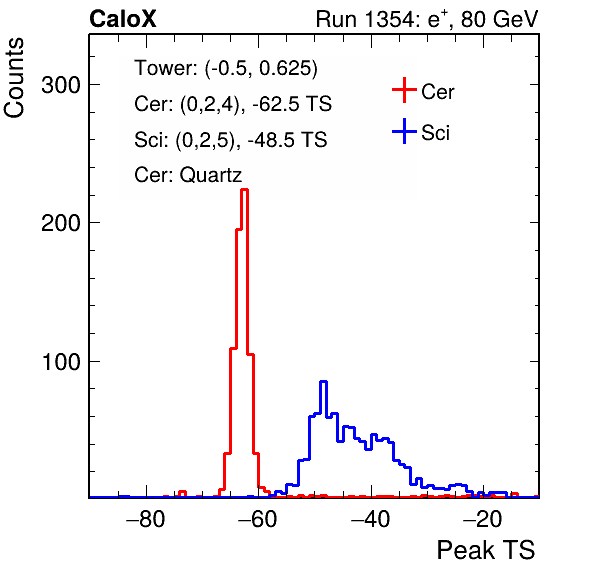 CaloX Run 1354: e⁺, 80 GeV
Counts
Tower: (-0.5, 0.625)
Cer: (0,2,4), -62.5 TS
Sci: (0,2,5), -48.5 TS
Cer: Quartz
Cer
Sci
300
200
100
−80 −60 −40 −20
Peak TS